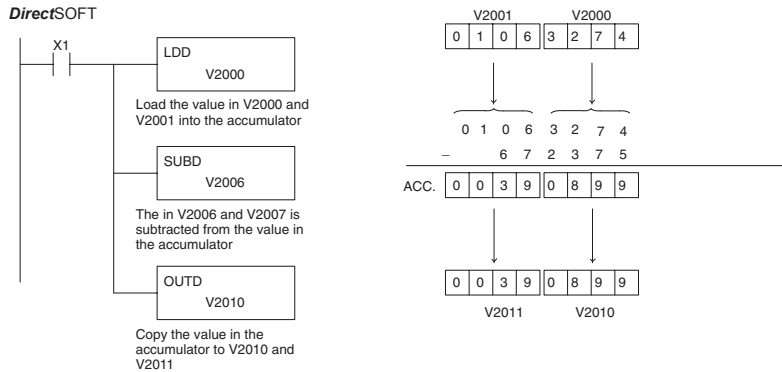 DirectSOFT
X1
LDD
V2000
Load the value in V2000 and
V2001 into the accumulator
SUBD
V2006
The in V2006 and V2007 is
subtracted from the value in
the accumulator
OUTD
V2010
Copy the value in the
accumulator to V2010 and
V2011
V2001 V2000
0 1 0 6 3 2 7 4
0 1 0 6 3 2 7 4
– 6 7 2 3 7 5
ACC. 0 0 3 9 0 8 9 9
0 0 3 9 0 8 9 9
V2011 V2010